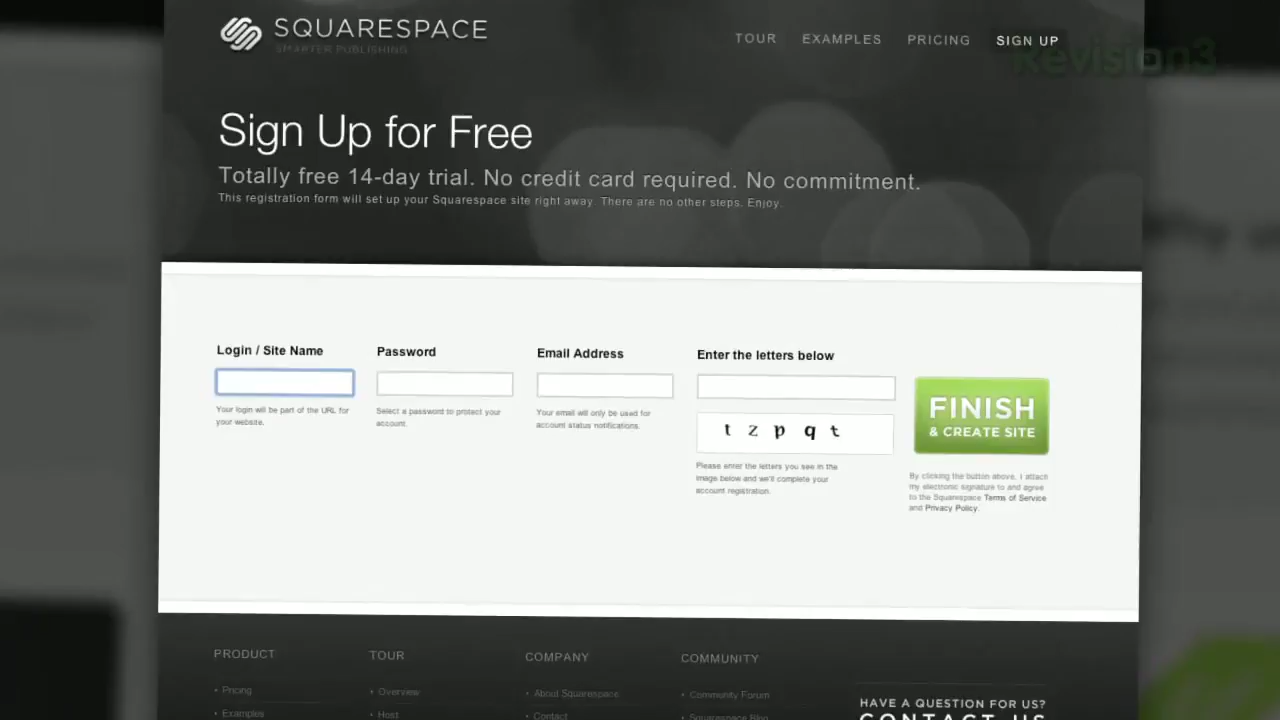 SQUARESPACE
SMARTER PUBLISHING
TOUR EXAMPLES PRICING SIGN UP
Revision3
Sign Up for Free
Totally free 14-day trial. No credit card required. No commitment.
This registration form will set up your Squarespace site right away. There are no other steps. Enjoy.
Login / Site Name
Your login will be part of the URL for
your website.
Password
Select a password to protect your
account.
Email Address
Your email will only be used for
account status notifications.
Enter the letters below
t z p q t
Please enter the letters you see in the
image below and we'll complete your
account registration.
FINISH
& CREATE SITE
By clicking the button above, I attach
my electronic signature to and agree
to the Squarespace Terms of Service
and Privacy Policy.
PRODUCT
• Pricing
• Examples
TOUR
• Overview
• Host
COMPANY
• About Squarespace
• Contact
COMMUNITY
• Community Forum
• Squarespace Blog
HAVE A QUESTION FOR US?
CONTACT US